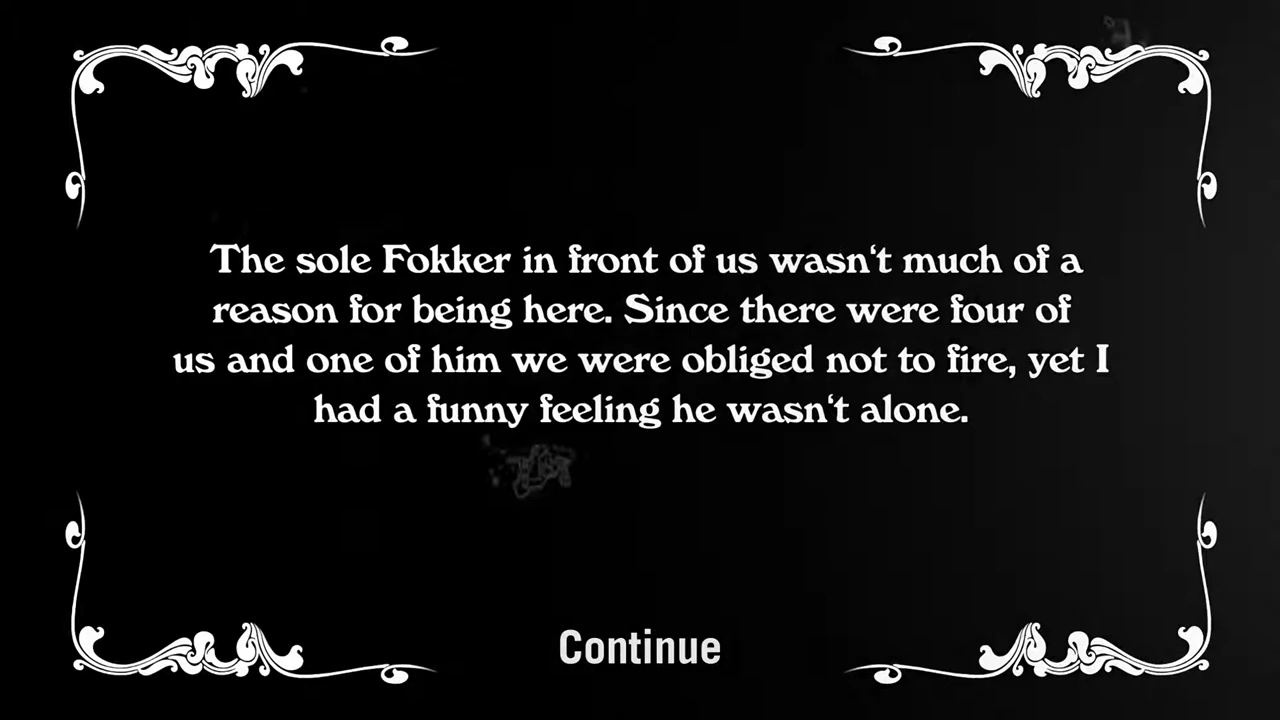 The sole Fokker in front of us wasn‘t much of a
reason for being here. Since there were four of
us and one of him we were obliged not to fire, yet I
had a funny feeling he wasn‘t alone.
Continue